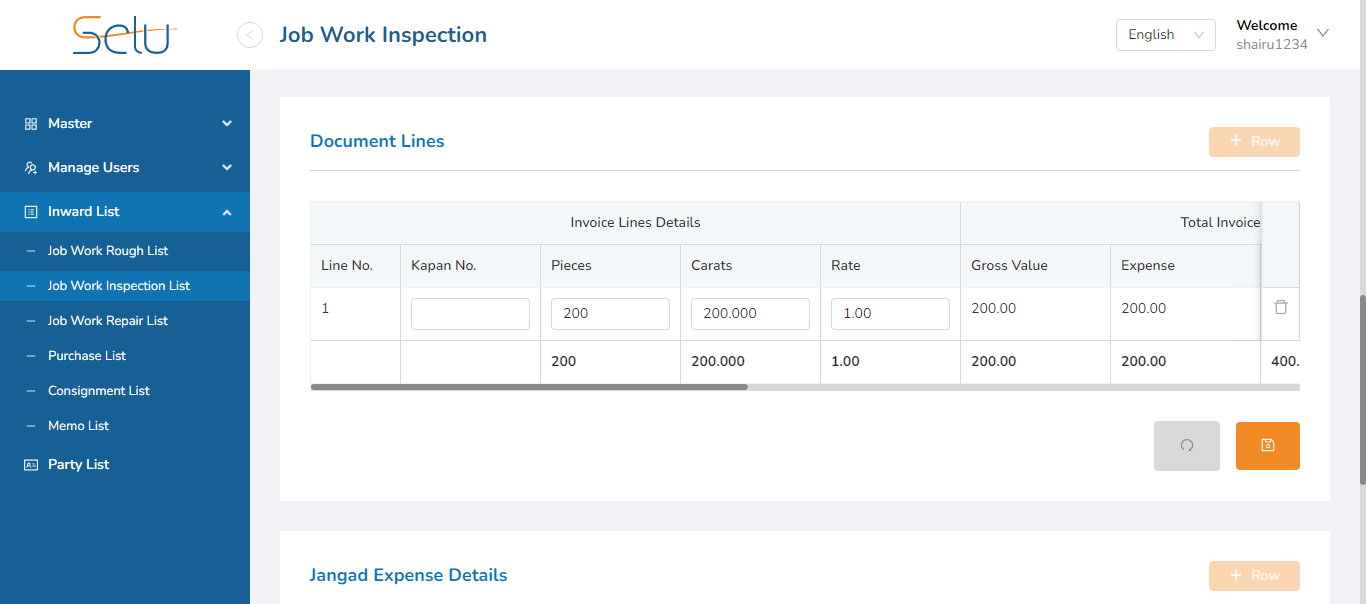 Selu
Job Work Inspection
English
Welcome
shairu1234
Master
Manage Users
Inward List
Job Work Rough List
Job Work Inspection List
Job Work Repair List
Purchase List
Consignment List
Memo List
Party List
Document Lines
+ Row
Invoice Lines Details
Total Invoice
Line No.
Kapan No.
Pieces
Carats
Rate
Gross Value
Expense
1
200
200.000
1.00
200.00
200.00
200
200.000
1.00
200.00
200.00
400.
Jangad Expense Details
+ Row